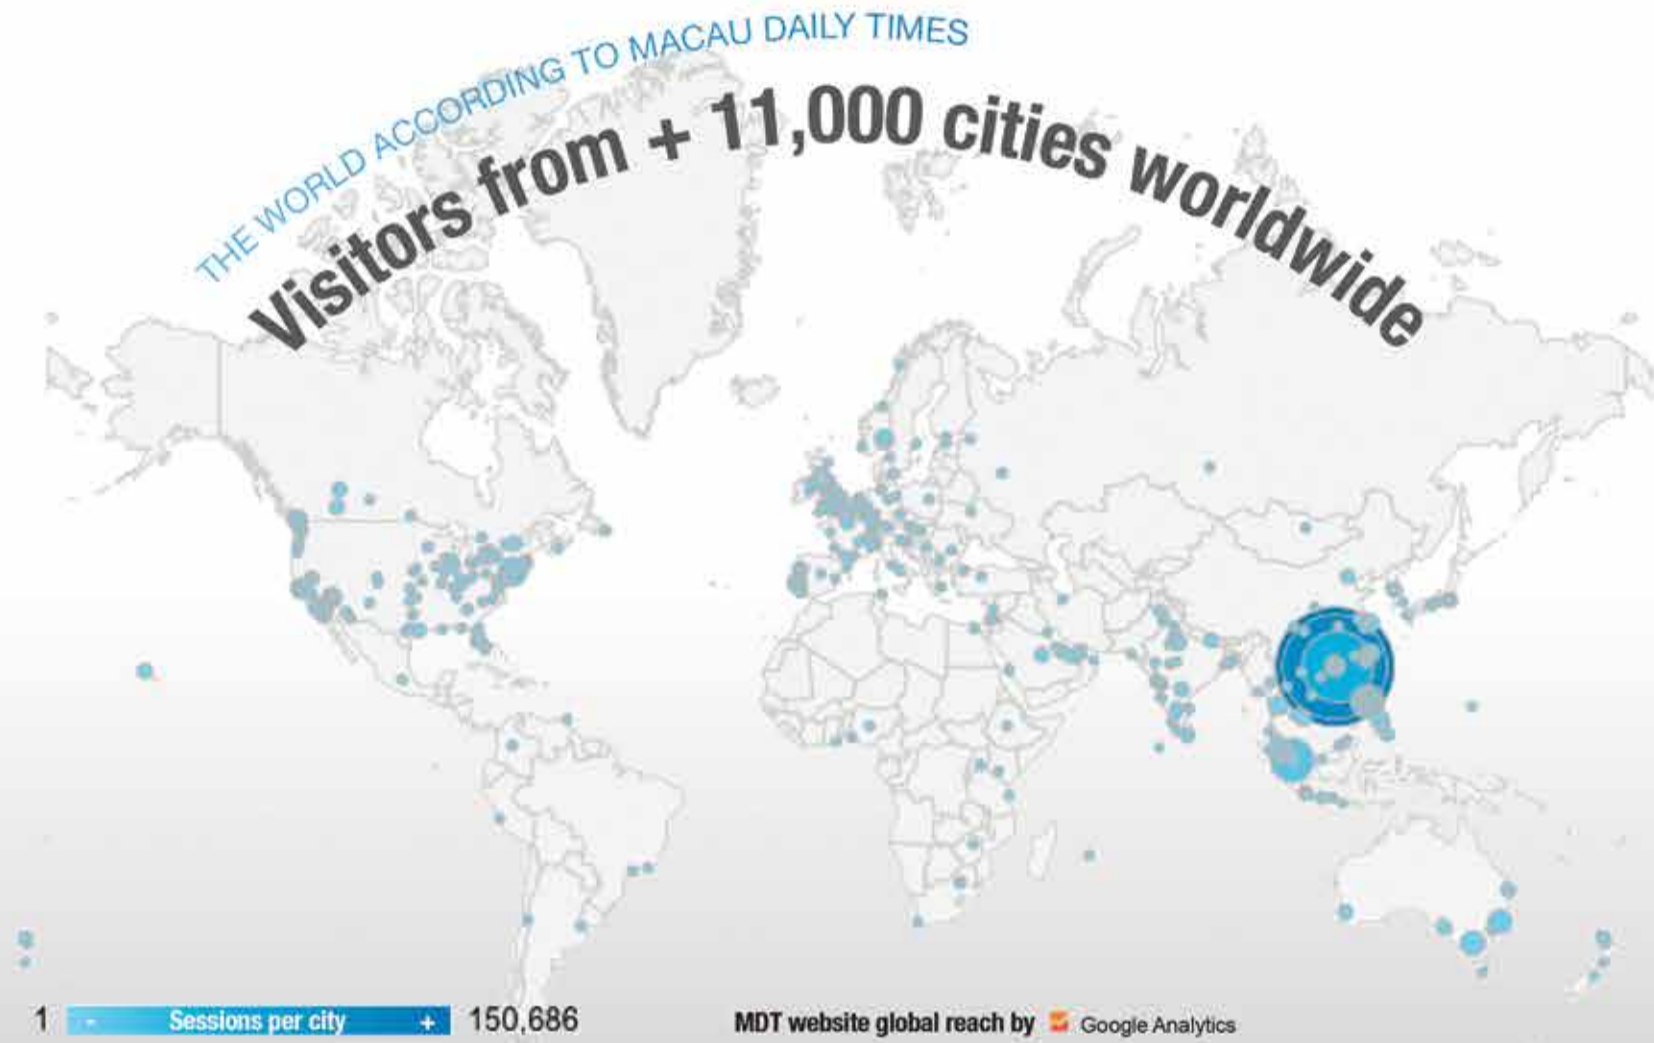 THE WORLD ACCORDING TO MACAU DAILY TIMES
Visitors from + 11,000 cities worldwide
1 - Sessions per city + 150,686
MDT website global reach by Google Analytics